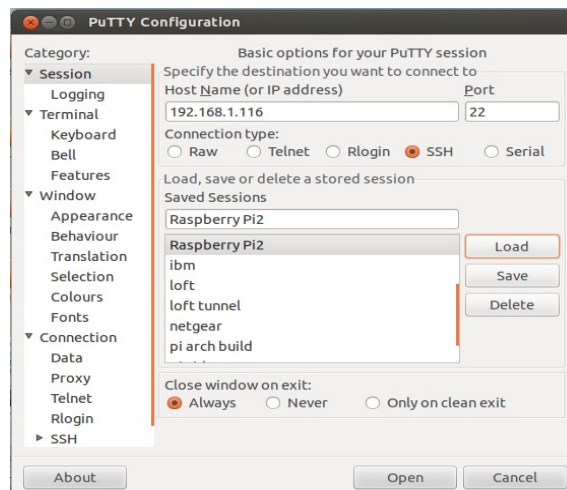 PuTTY Configuration
Category:
Session
Logging
Terminal
Keyboard
Bell
Features
Window
Appearance
Behaviour
Translation
Selection
Colours
Fonts
Connection
Data
Proxy
Telnet
Rlogin
SSH
Basic options for your PuTTY session
Specify the destination you want to connect to
Host Name (or IP address) Port
192.168.1.116 22
Connection type:
Raw Telnet Rlogin SSH Serial
Load, save or delete a stored session
Saved Sessions
Raspberry Pi2
Raspberry Pi2
ibm
loft
loft tunnel
netgear
pi arch build
Load
Save
Delete
Close window on exit:
Always Never Only on clean exit
About Open Cancel